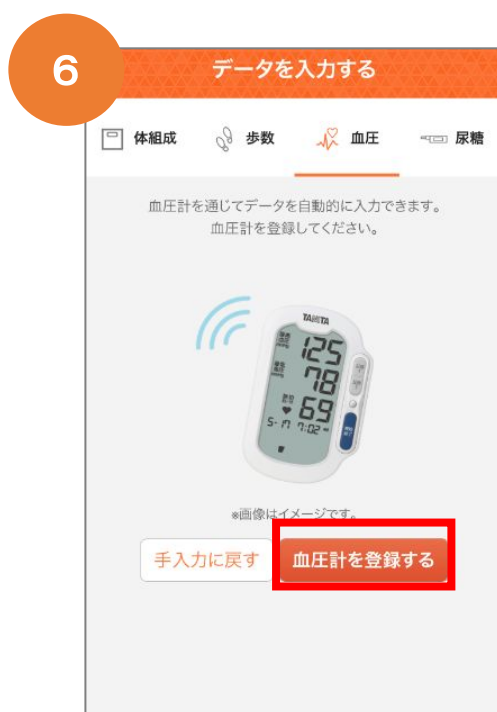 6
データを入力する
体組成
歩数
血圧
尿糖
血圧計を通じてデータを自動的に入力できます。
血圧計を登録してください。
TANITA
125
78
69
5-17 7:02
※画像はイメージです。
手入力に戻す
血圧計を登録する